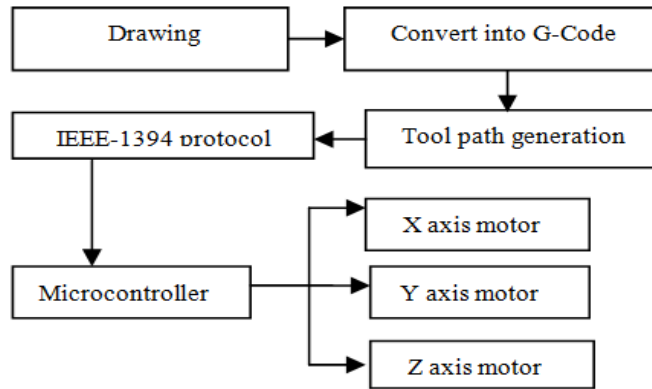 Drawing
Convert into G-Code
IEEE-1394 protocol
Tool path generation
X axis motor
Microcontroller
Y axis motor
Z axis motor